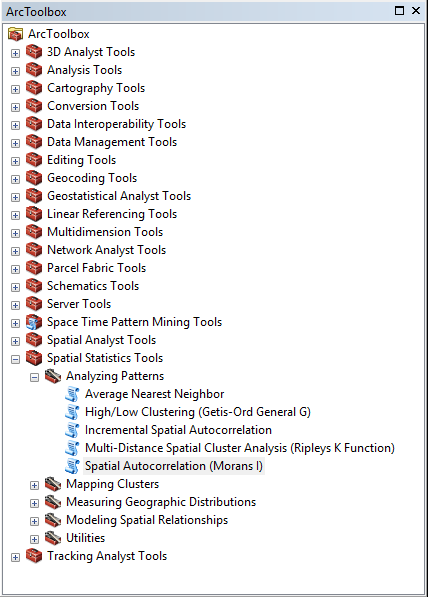 ArcToolbox
ArcToolbox
3D Analyst Tools
Analysis Tools
Cartography Tools
Conversion Tools
Data Interoperability Tools
Data Management Tools
Editing Tools
Geocoding Tools
Geostatistical Analyst Tools
Linear Referencing Tools
Multidimension Tools
Network Analyst Tools
Parcel Fabric Tools
Schematics Tools
Server Tools
Space Time Pattern Mining Tools
Spatial Analyst Tools
Spatial Statistics Tools
Analyzing Patterns
Average Nearest Neighbor
High/Low Clustering (Getis-Ord General G)
Incremental Spatial Autocorrelation
Multi-Distance Spatial Cluster Analysis (Ripleys K Function)
Spatial Autocorrelation (Morans I)
Mapping Clusters
Measuring Geographic Distributions
Modeling Spatial Relationships
Utilities
Tracking Analyst Tools